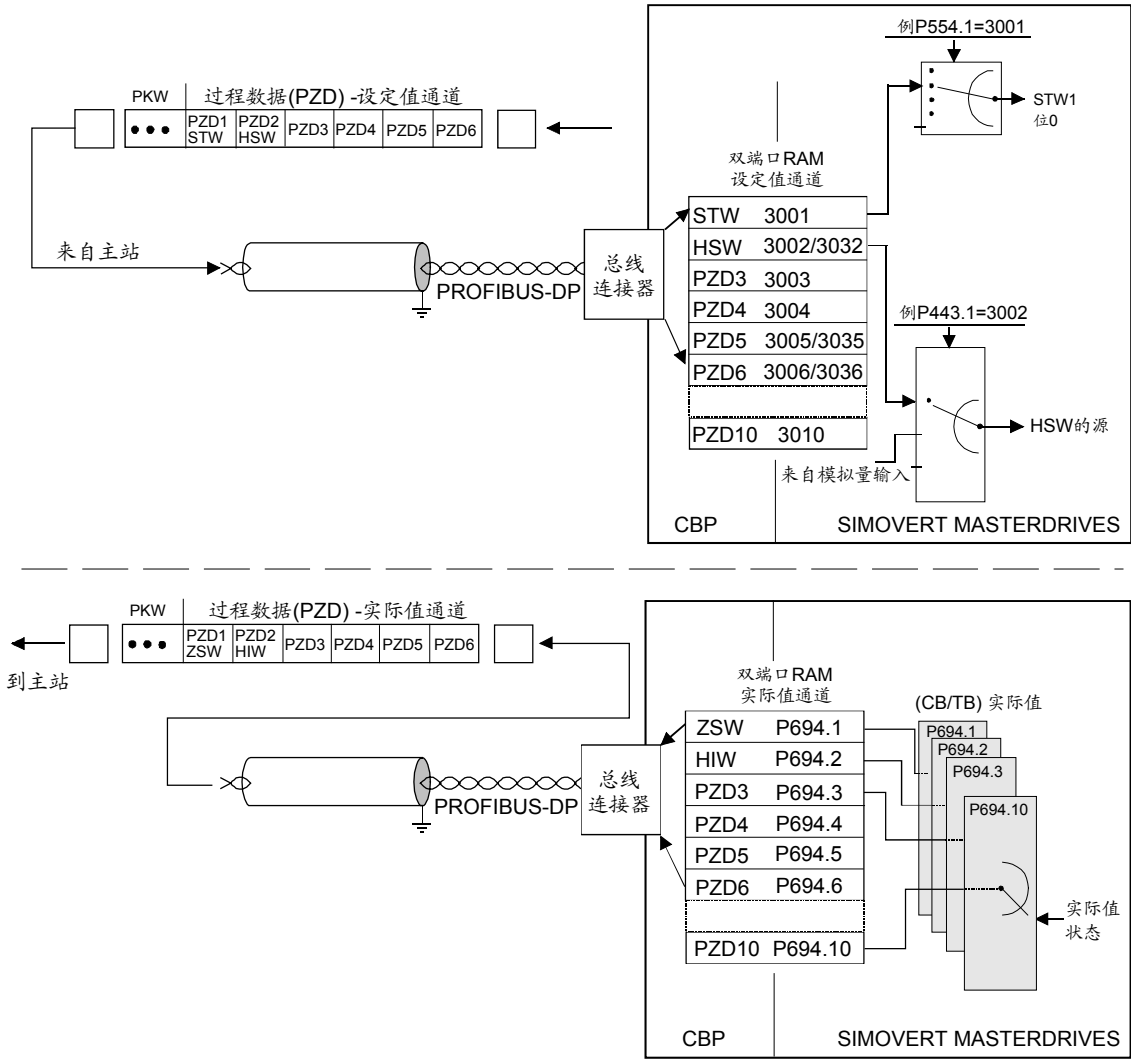 例P554.1=3001
PKW 过程数据(PZD) -设定值通道
PZD1 STW
PZD2 HSW
PZD3
PZD4
PZD5
PZD6
STW1
位0
双端口RAM
设定值通道
STW 3001
HSW 3002/3032
PZD3 3003
PZD4 3004
PZD5 3005/3035
PZD6 3006/3036
PZD10 3010
来自主站
PROFIBUS-DP
总线
连接器
例P443.1=3002
HSW的源
来自模拟量输入
CBP
SIMOVERT MASTERDRIVES
PKW 过程数据(PZD) -实际值通道
PZD1 ZSW
PZD2 HIW
PZD3
PZD4
PZD5
PZD6
到主站
双端口RAM
实际值通道
ZSW P694.1
HIW P694.2
PZD3 P694.3
PZD4 P694.4
PZD5 P694.5
PZD6 P694.6
PZD10 P694.10
PROFIBUS-DP
总线
连接器
(CB/TB) 实际值
P694.1
P694.2
P694.3
P694.10
实际值
状态
CBP
SIMOVERT MASTERDRIVES